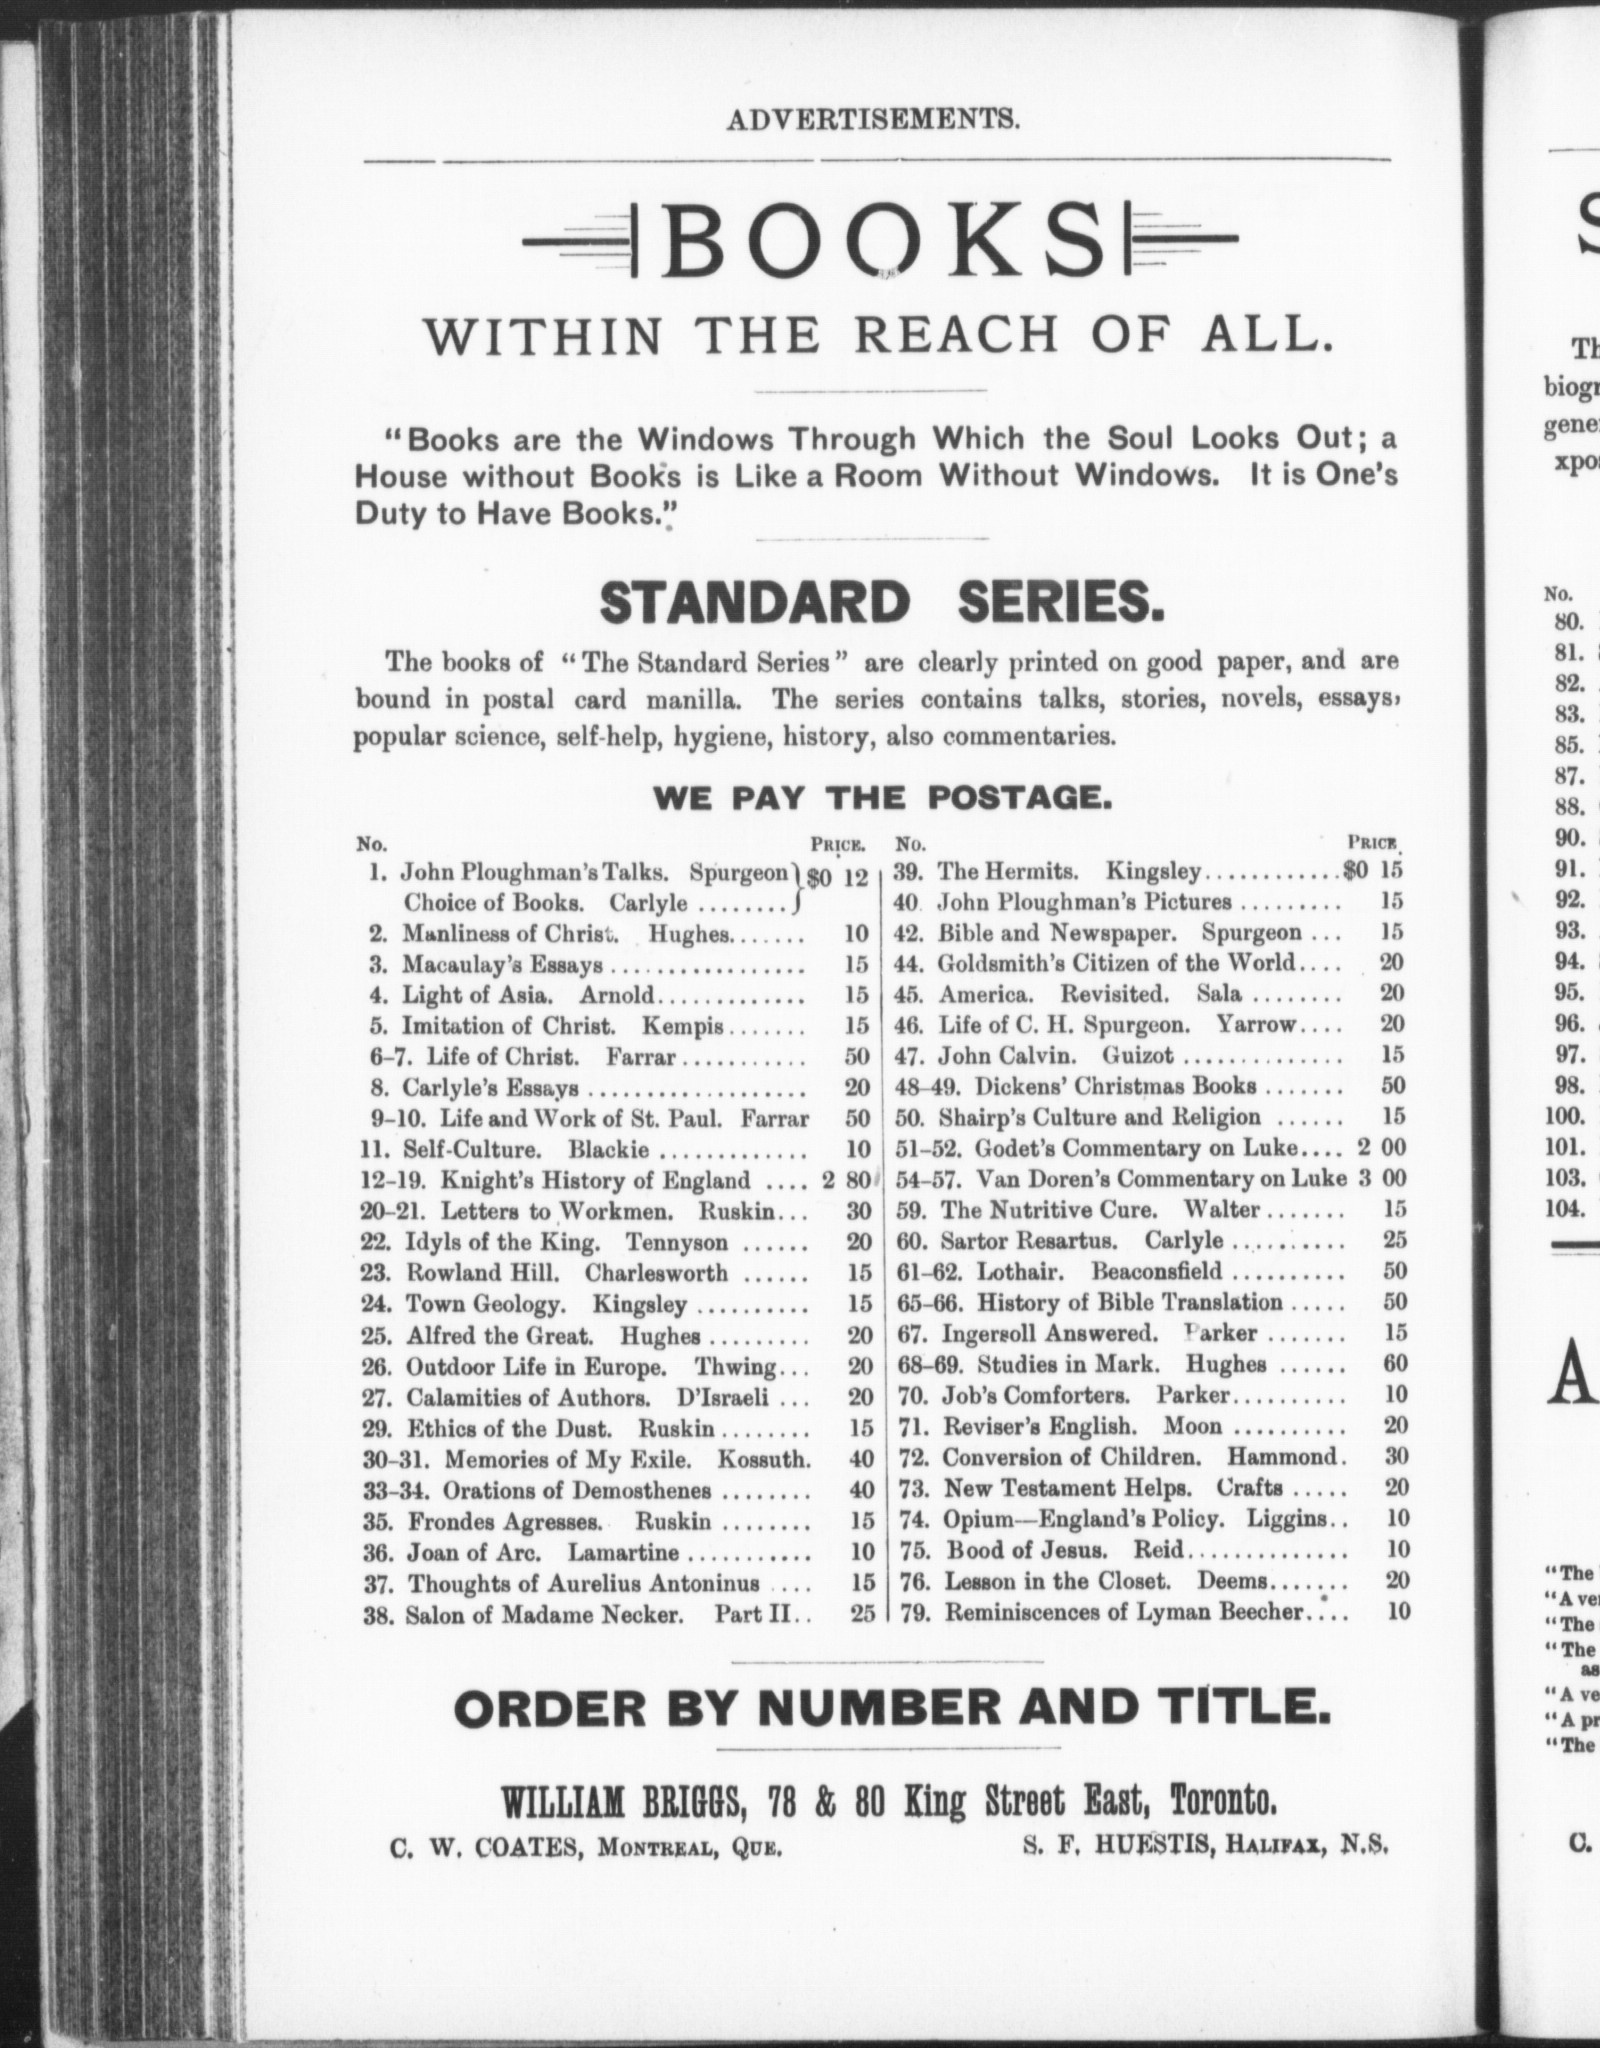 ADVERTISEMENTS.
BOOKS
WITHIN THE REACH OF ALL.
"Books are the Windows Through Which the Soul Looks Out; a
House without Books is Like a Room Without Windows. It is One's
Duty to Have Books."
STANDARD SERIES.
The books of "The Standard Series" are clearly printed on good paper, and are
bound in postal card manilla. The series contains talks, stories, novels, essays,
popular science, self-help, hygiene, history, also commentaries.
WE PAY THE POSTAGE.
No. PRICE.
1. John Ploughman's Talks. Spurgeon } $0 12
Choice of Books. Carlyle ........
2. Manliness of Christ. Hughes....... 10
3. Macaulay's Essays ................ 15
4. Light of Asia. Arnold............. 15
5. Imitation of Christ. Kempis....... 15
6-7. Life of Christ. Farrar ........... 50
8. Carlyle's Essays .................. 20
9-10. Life and Work of St. Paul. Farrar 50
11. Self-Culture. Blackie ............. 10
12-19. Knight's History of England .... 2 80
20-21. Letters to Workmen. Ruskin... 30
22. Idyls of the King. Tennyson ...... 20
23. Rowland Hill. Charlesworth ...... 15
24. Town Geology. Kingsley .......... 15
25. Alfred the Great. Hughes ......... 20
26. Outdoor Life in Europe. Thwing... 20
27. Calamities of Authors. D'Israeli ... 20
29. Ethics of the Dust. Ruskin ........ 15
30-31. Memories of My Exile. Kossuth. 40
33-34. Orations of Demosthenes ........ 40
35. Frondes Agresses. Ruskin ........ 15
36. Joan of Arc. Lamartine ........... 10
37. Thoughts of Aurelius Antoninus .... 15
38. Salon of Madame Necker. Part II.. 25
No. PRICE
39. The Hermits. Kingsley............. $0 15
40. John Ploughman's Pictures ......... 15
42. Bible and Newspaper. Spurgeon ... 15
44. Goldsmith's Citizen of the World.... 20
45. America. Revisited. Sala ........ 20
46. Life of C. H. Spurgeon. Yarrow.... 20
47. John Calvin. Guizot .............. 15
48-49. Dickens' Christmas Books ....... 50
50. Shairp's Culture and Religion ...... 15
51-52. Godet's Commentary on Luke.... 2 00
54-57. Van Doren's Commentary on Luke 3 00
59. The Nutritive Cure. Walter ....... 15
60. Sartor Resartus. Carlyle .......... 25
61-62. Lothair. Beaconsfield .......... 50
65-66. History of Bible Translation ..... 50
67. Ingersoll Answered. Parker ....... 15
68-69. Studies in Mark. Hughes ...... 60
70. Job's Comforters. Parker.......... 10
71. Reviser's English. Moon .......... 20
72. Conversion of Children. Hammond. 30
73. New Testament Helps. Crafts ..... 20
74. Opium—England's Policy. Liggins.. 10
75. Bood of Jesus. Reid.............. 10
76. Lesson in the Closet. Deems....... 20
79. Reminiscences of Lyman Beecher.... 10
ORDER BY NUMBER AND TITLE.
WILLIAM BRIGGS, 78 & 80 King Street East, Toronto.
C. W. COATES, MONTREAL, QUE. S. F. HUESTIS, HALIFAX, N.S.
No.
80.
81.
82.
83.
85.
87.
88.
90.
91.
92.
93.
94.
95.
96.
97.
98.
100.
101.
103.
104.
"The
"The
"The
"The
C.